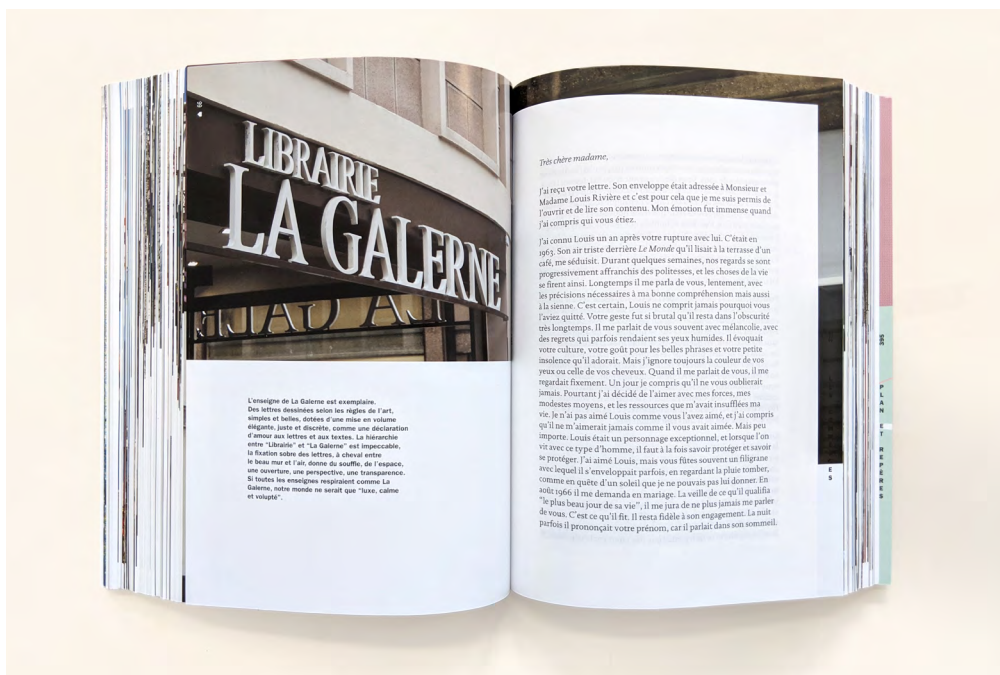 66
LIBRAIRIE
LA GALERNE
L'enseigne de La Galerne est exemplaire.
Des lettres dessinées selon les règles de l'art,
simples et belles, dotées d'une mise en volume
élégante, juste et discrète, comme une déclaration
d'amour aux lettres et aux textes. La hiérarchie
entre "Librairie" et "La Galerne" est impeccable,
la fixation sobre des lettres, à cheval entre
le beau mur et l'air, donne du souffle, de l'espace,
une ouverture, une perspective, une transparence.
Si toutes les enseignes respiraient comme La
Galerne, notre monde ne serait que "luxe, calme
et volupté".
Très chère madame,
J'ai reçu votre lettre. Son enveloppe était adressée à Monsieur et
Madame Louis Rivière et c'est pour cela que je me suis permis de
l'ouvrir et de lire son contenu. Mon émotion fut immense quand
j'ai compris qui vous étiez.
J'ai connu Louis un an après votre rupture avec lui. C'était en
1963. Son air triste derrière Le Monde qu'il lisait à la terrasse d'un
café, me séduisit. Durant quelques semaines, nos regards se sont
progressivement affranchis des politesses, et les choses de la vie
se firent ainsi. Longtemps il me parla de vous, lentement, avec
les précisions nécessaires à ma bonne compréhension mais aussi
à la sienne. C'est certain, Louis ne comprit jamais pourquoi vous
l'aviez quitté. Votre geste fut si brutal qu'il resta dans l'obscurité
très longtemps. Il me parlait de vous souvent avec mélancolie, avec
des regrets qui parfois rendaient ses yeux humides. Il évoquait
votre culture, votre goût pour les belles phrases et votre petite
insolence qu'il adorait. Mais j'ignore toujours la couleur de vos
yeux ou celle de vos cheveux. Quand il me parlait de vous, il me
regardait fixement. Un jour je compris qu'il ne vous oublierait
jamais. Pourtant j'ai décidé de l'aimer avec mes forces, mes
modestes moyens, et les ressources que m'avait insufflées ma
vie. Je n'ai pas aimé Louis comme vous l'avez aimé, et j'ai compris
qu'il ne m'aimerait jamais comme il vous avait aimée. Mais peu
importe. Louis était un personnage exceptionnel, et lorsque l'on
vit avec ce type d'homme, il faut à la fois savoir protéger et savoir
se protéger. J'ai aimé Louis, mais vous fûtes souvent un filigrane
avec lequel il s'enveloppait parfois, en regardant la pluie tomber,
comme en quête d'un soleil que je ne pouvais pas lui donner. En
août 1966 il me demanda en mariage. La veille de ce qu'il qualifia
"le plus beau jour de sa vie", il me jura de ne plus jamais me parler
de vous. C'est ce qu'il fit. Il resta fidèle à son engagement. La nuit
parfois il prononçait votre prénom, car il parlait dans son sommeil.
E
S
395
PLAN ET REPÈRES